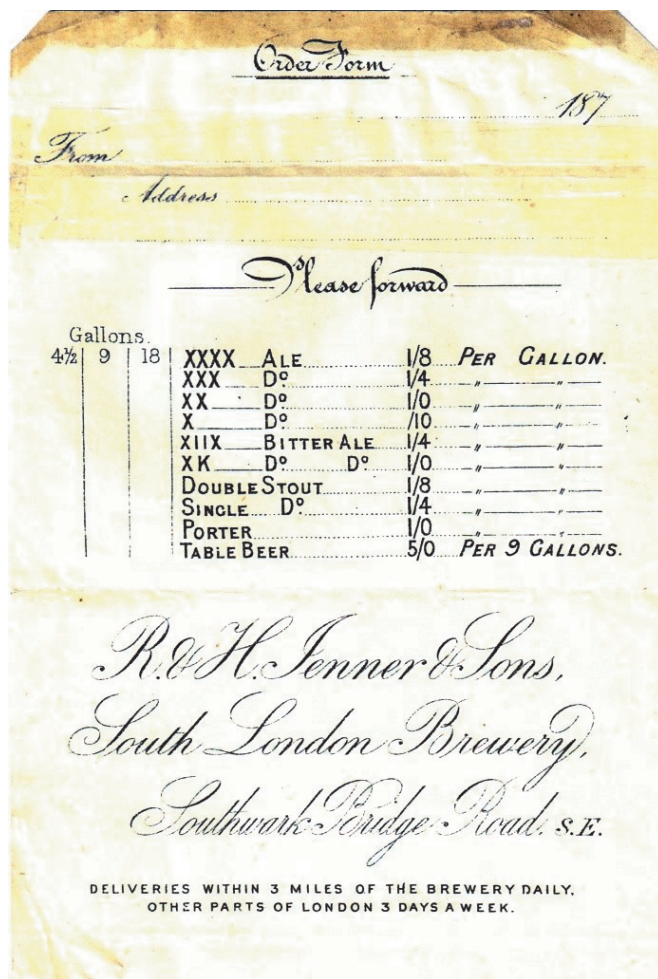 Order Form
187
From
Address
Please forward
Gallons.
4½ 9 18 XXXX ALE 1/8 PER GALLON.
XXX Do. 1/4 " "
XX Do. 1/0 " "
X Do. /10 " "
XIIX BITTER ALE 1/4 " "
XK Do. Do. 1/0 " "
DOUBLE STOUT 1/8 " "
SINGLE Do. 1/4 " "
PORTER 1/0 " "
TABLE BEER 5/0 PER 9 GALLONS.
R. & H. Jenner & Sons,
South London Brewery,
Southwark Bridge Road. S.E.
DELIVERIES WITHIN 3 MILES OF THE BREWERY DAILY,
OTHER PARTS OF LONDON 3 DAYS A WEEK.